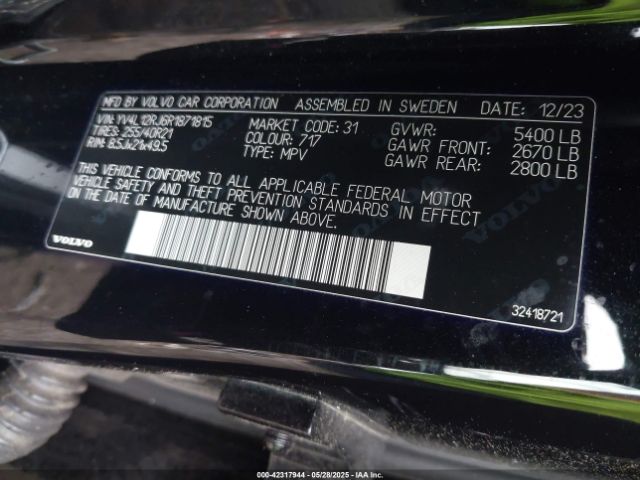 MFD BY VOLVO CAR CORPORATION ASSEMBLED IN SWEDEN DATE: 12/23
VIN: YV4L12RJ6R1871815 MARKET CODE: 31 GVWR: 5400 LB
TIRES: 255/40R21 COLOUR: 717 GAWR FRONT: 2670 LB
RIM: 8.5Jx21x49.5 TYPE: MPV GAWR REAR: 2800 LB
THIS VEHICLE CONFORMS TO ALL APPLICABLE FEDERAL MOTOR
VEHICLE SAFETY AND THEFT PREVENTION STANDARDS IN EFFECT
ON THE DATE OF MANUFACTURE SHOWN ABOVE.
VOLVO
32418721
000-42317944 - 05/28/2025 - IAA Inc.